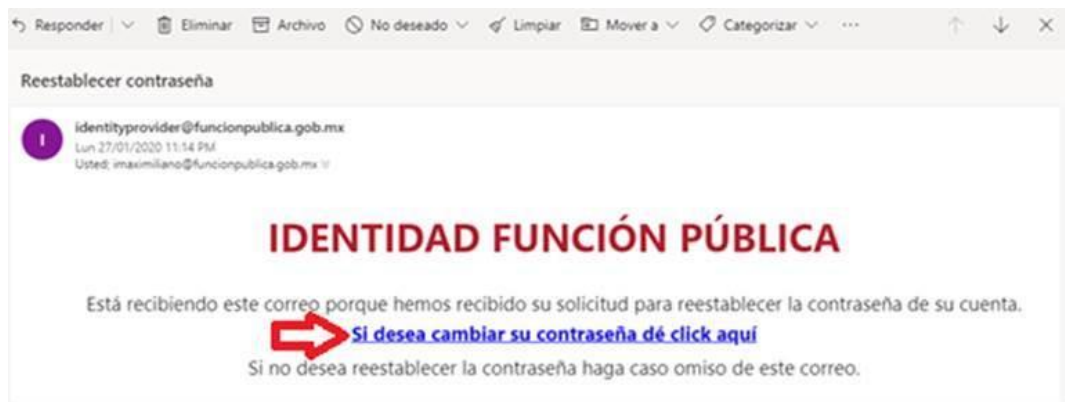 Responder Eliminar Archivo No deseado Limpiar Mover a Categorizar ...
Reestablecer contraseña
I
identityprovider@funcionpublica.gob.mx
Lun 27/01/2020 11:14 PM
Usted; imaximiliano@funcionpublica.gob.mx
IDENTIDAD FUNCIÓN PÚBLICA
Está recibiendo este correo porque hemos recibido su solicitud para reestablecer la contraseña de su cuenta.
Si desea cambiar su contraseña dé click aquí
Si no desea reestablecer la contraseña haga caso omiso de este correo.